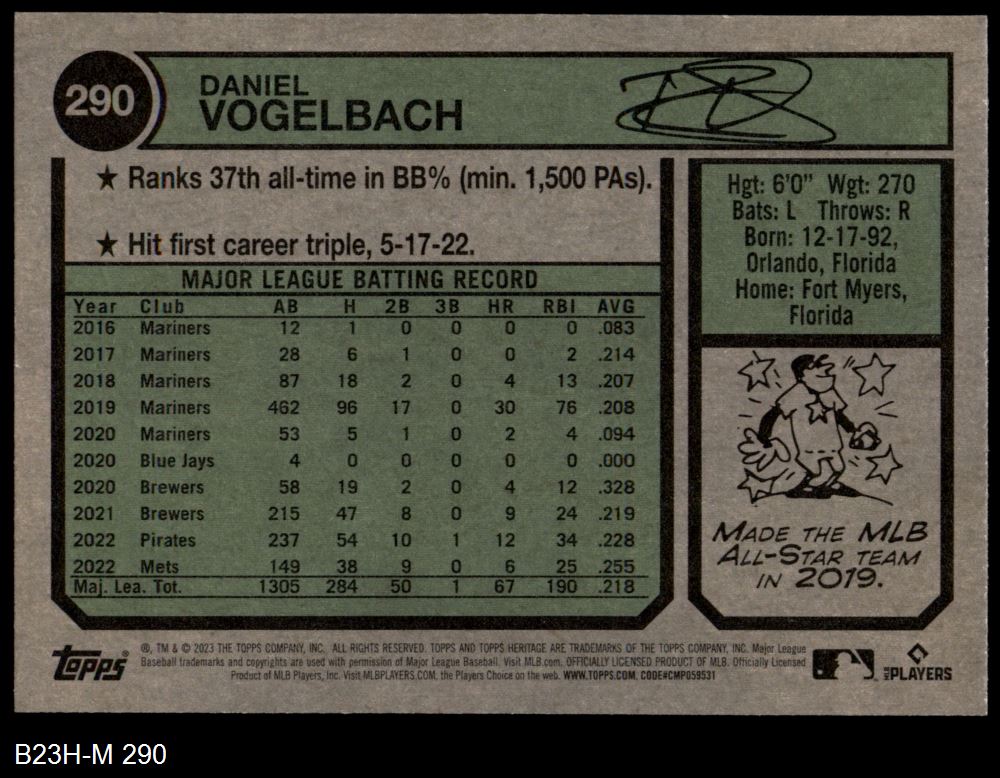 290
DANIEL
VOGELBACH
★ Ranks 37th all-time in BB% (min. 1,500 PAs).
★ Hit first career triple, 5-17-22.
MAJOR LEAGUE BATTING RECORD
Year Club AB H 2B 3B HR RBI AVG
2016 Mariners 12 1 0 0 0 0 .083
2017 Mariners 28 6 1 0 0 2 .214
2018 Mariners 87 18 2 0 4 13 .207
2019 Mariners 462 96 17 0 30 76 .208
2020 Mariners 53 5 1 0 2 4 .094
2020 Blue Jays 4 0 0 0 0 0 .000
2020 Brewers 58 19 2 0 4 12 .328
2021 Brewers 215 47 8 0 9 24 .219
2022 Pirates 237 54 10 1 12 34 .228
2022 Mets 149 38 9 0 6 25 .255
Maj. Lea. Tot. 1305 284 50 1 67 190 .218
Hgt: 6'0" Wgt: 270
Bats: L Throws: R
Born: 12-17-92,
Orlando, Florida
Home: Fort Myers,
Florida
MADE THE MLB
ALL-STAR TEAM
IN 2019.
Topps
®, TM & © 2023 THE TOPPS COMPANY, INC. ALL RIGHTS RESERVED. TOPPS AND TOPPS HERITAGE ARE TRADEMARKS OF THE TOPPS COMPANY, INC. Major League
Baseball trademarks and copyrights are used with permission of Major League Baseball. Visit MLB.com. OFFICIALLY LICENSED PRODUCT OF MLB. Officially Licensed
Product of MLB Players, Inc. Visit MLBPLAYERS.COM, the Players Choice on the web. WWW.TOPPS.COM. CODE#CMP059531
MLB PLAYERS
B23H-M 290